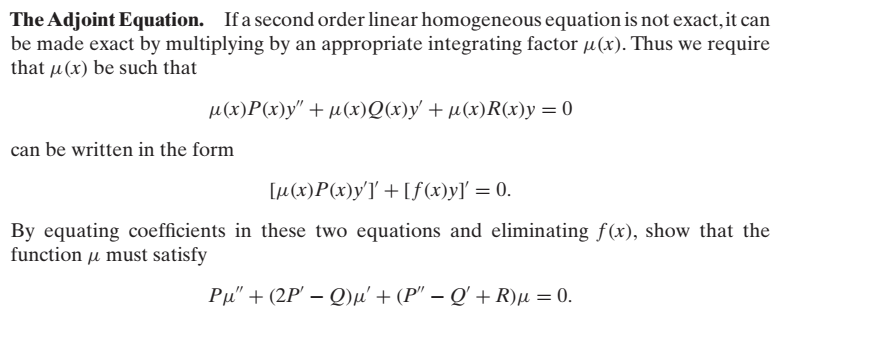 The Adjoint Equation. If a second order linear homogeneous equation is not exact, it can
be made exact by multiplying by an appropriate integrating factor μ(x). Thus we require
that μ(x) be such that
μ(x)P(x)y″ + μ(x)Q(x)y′ + μ(x)R(x)y = 0
can be written in the form
[μ(x)P(x)y′]′ + [f(x)y]′ = 0.
By equating coefficients in these two equations and eliminating f(x), show that the
function μ must satisfy
Pμ″ + (2P′ − Q)μ′ + (P″ − Q′ + R)μ = 0.